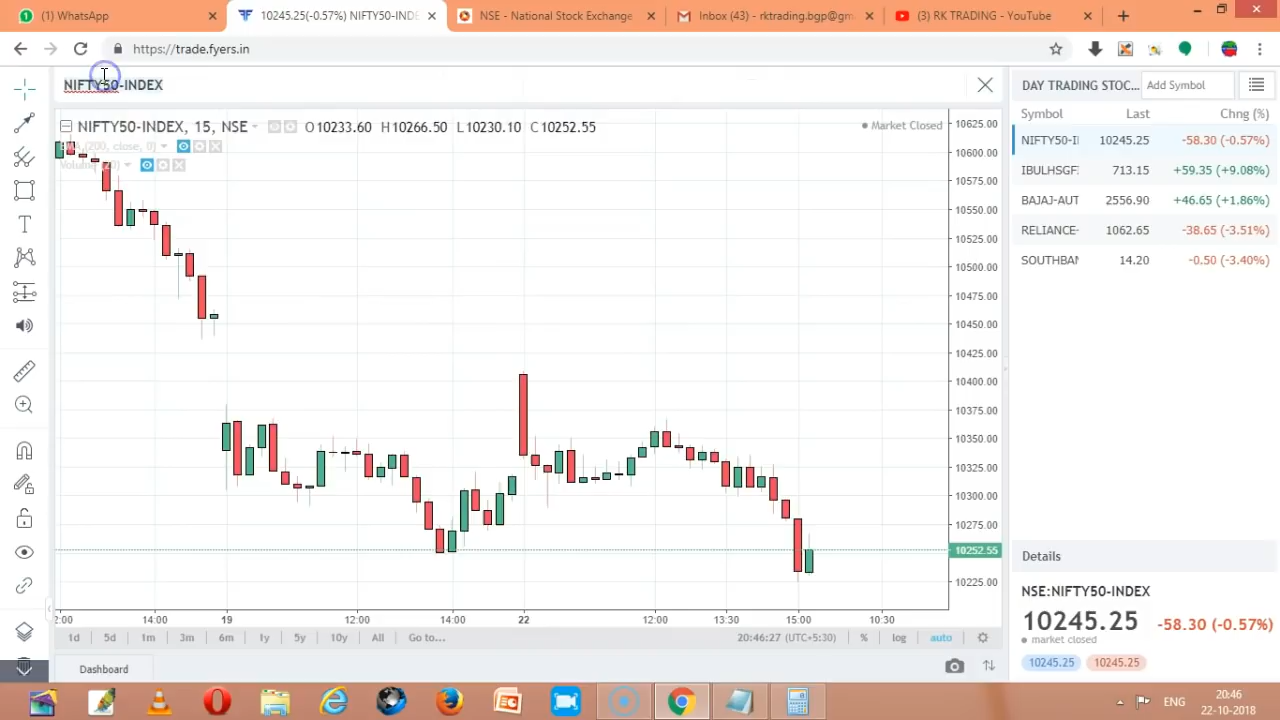 (1) WhatsApp
10245.25(-0.57%) NIFTY50-INDE
NSE - National Stock Exchange
Inbox (43) - rktrading.bgp@gm
(3) RK TRADING - YouTube
https://trade.fyers.in
NIFTY50-INDEX
DAY TRADING STOC...
Add Symbol
NIFTY50-INDEX, 15, NSE O10233.60 H10266.50 L10230.10 C10252.55
Market Closed
(200, close, 0)
Symbol Last Chng (%)
NIFTY50-I 10245.25 -58.30 (-0.57%)
IBULHSGF 713.15 +59.35 (+9.08%)
BAJAJ-AUT 2556.90 +46.65 (+1.86%)
RELIANCE- 1062.65 -38.65 (-3.51%)
SOUTHBAN 14.20 -0.50 (-3.40%)
10625.00
10600.00
10575.00
10550.00
10525.00
10500.00
10475.00
10450.00
10425.00
10400.00
10375.00
10350.00
10325.00
10300.00
10275.00
10252.55
10225.00
2:00 14:00 19 12:00 14:00 22 12:00 13:30 15:00 10:30
1d 5d 1m 3m 6m 1y 5y 10y All Go to...
20:46:27 (UTC+5:30) % log auto
Dashboard
Details
NSE:NIFTY50-INDEX
10245.25 -58.30 (-0.57%)
market closed
10245.25 10245.25
ENG
20:46
22-10-2018